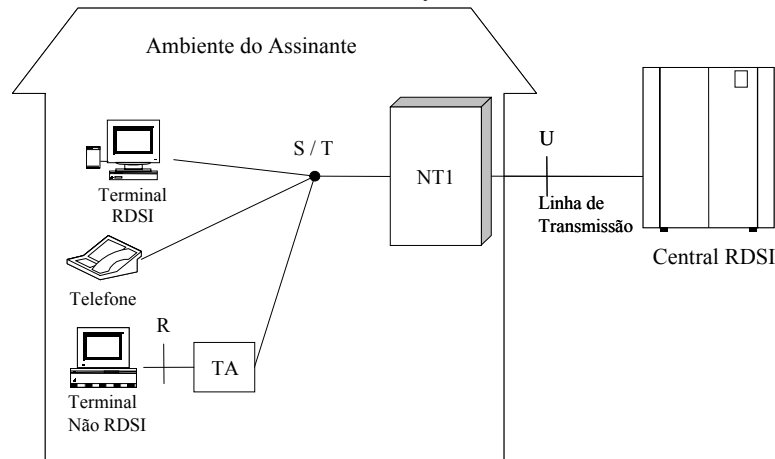 Ambiente do Assinante
Terminal
RDSI
S / T
NT1
U
Linha de
Transmissão
Central RDSI
Telefone
R
TA
Terminal
Não RDSI